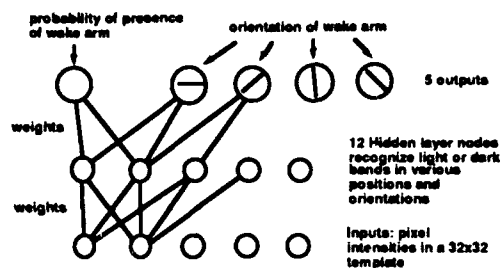 probability of presence
of wake arm
orientation of wake arm
5 outputs
weights
12 Hidden layer nodes
recognize light or dark
bands in various
positions and
orientations
weights
Inputs: pixel
intensities in a 32x32
template